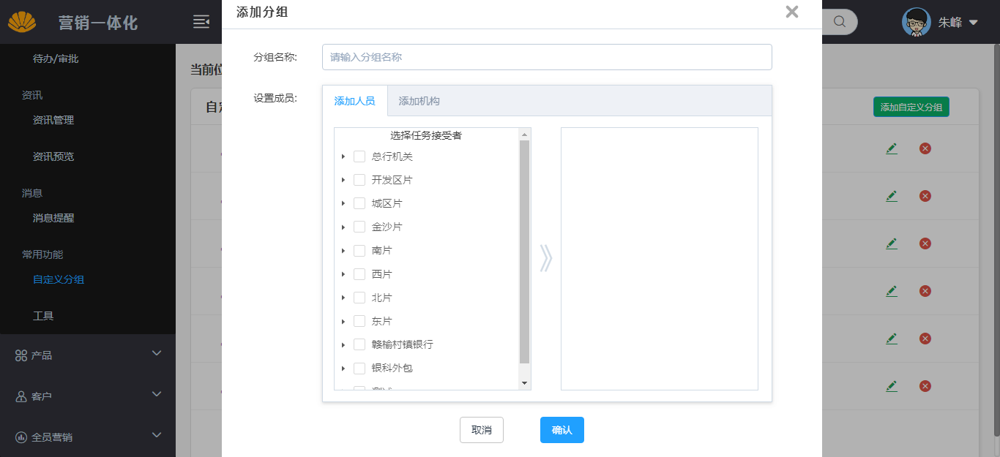 营销一体化
朱峰
待办/审批
资讯
资讯管理
资讯预览
消息
消息提醒
常用功能
自定义分组
工具
产品
客户
全员营销
当前位
自定
添加自定义分组
添加分组
分组名称:
请输入分组名称
设置成员:
添加人员
添加机构
选择任务接受者
总行机关
开发区片
城区片
金沙片
南片
西片
北片
东片
赣榆村镇银行
银科外包
取消
确认